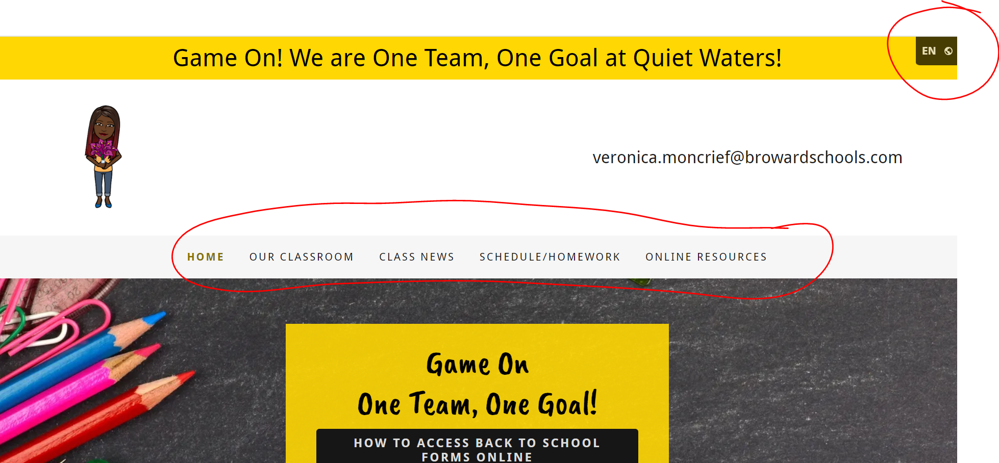 Game On! We are One Team, One Goal at Quiet Waters!
EN
veronica.moncrief@browardschools.com
HOME OUR CLASSROOM CLASS NEWS SCHEDULE/HOMEWORK ONLINE RESOURCES
Game On
One Team, One Goal!
HOW TO ACCESS BACK TO SCHOOL
FORMS ONLINE